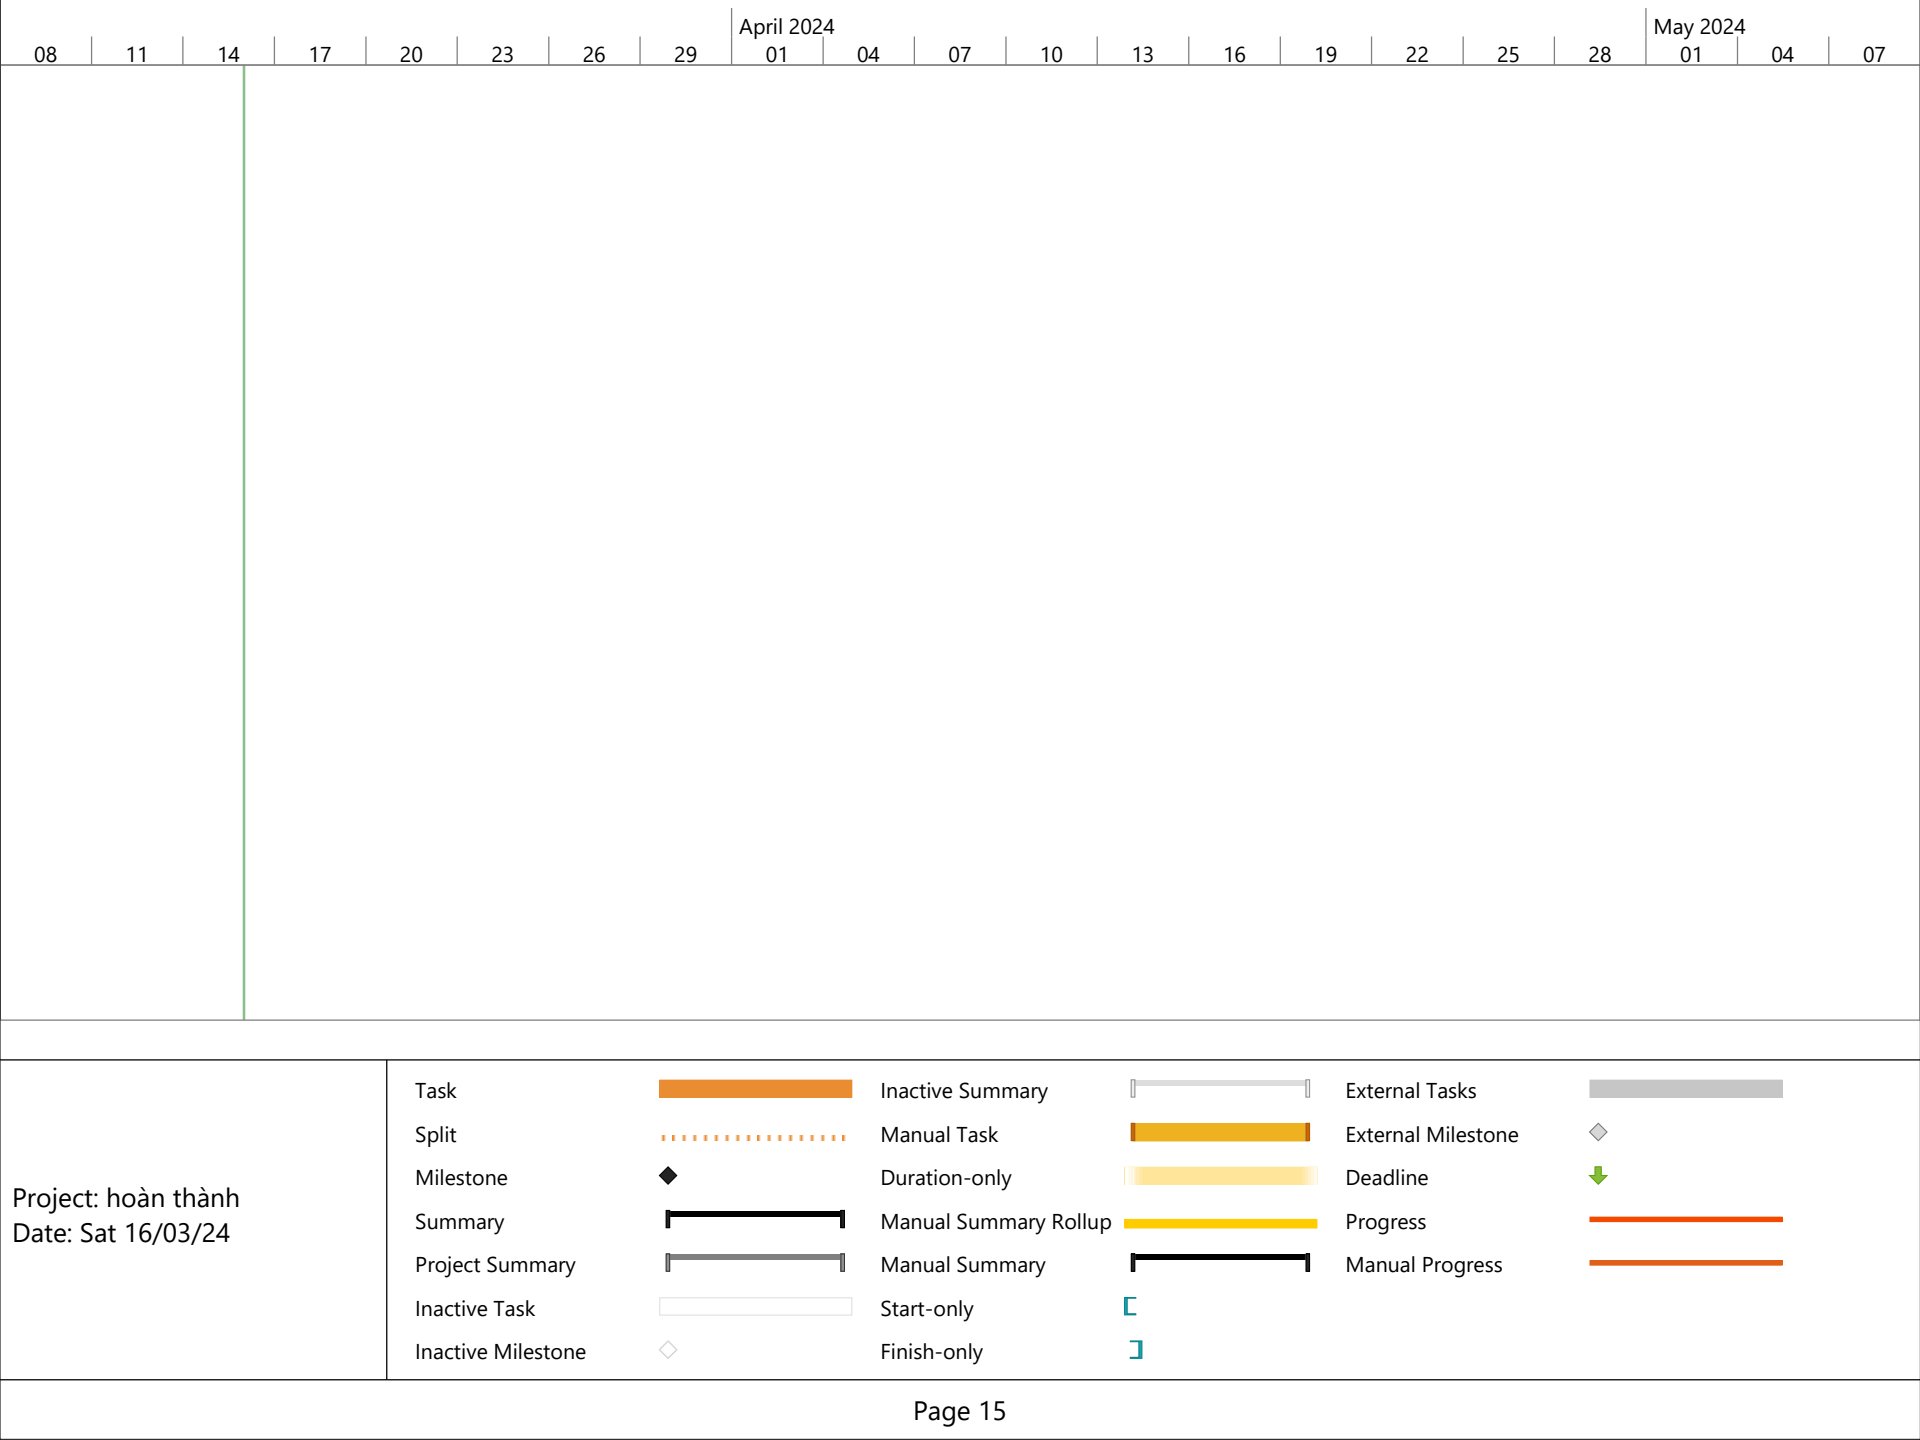 April 2024 May 2024
08 11 14 17 20 23 26 29 01 04 07 10 13 16 19 22 25 28 01 04 07
Project: hoàn thành
Date: Sat 16/03/24
Task
Split
Milestone
Summary
Project Summary
Inactive Task
Inactive Milestone
Inactive Summary
Manual Task
Duration-only
Manual Summary Rollup
Manual Summary
Start-only
Finish-only
External Tasks
External Milestone
Deadline
Progress
Manual Progress
Page 15